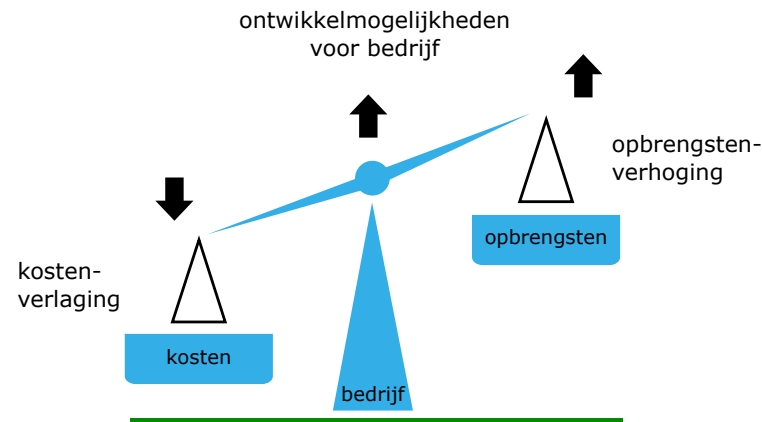 ontwikkelmogelijkheden
voor bedrijf
opbrengsten-
verhoging
opbrengsten
kosten-
verlaging
kosten
bedrijf